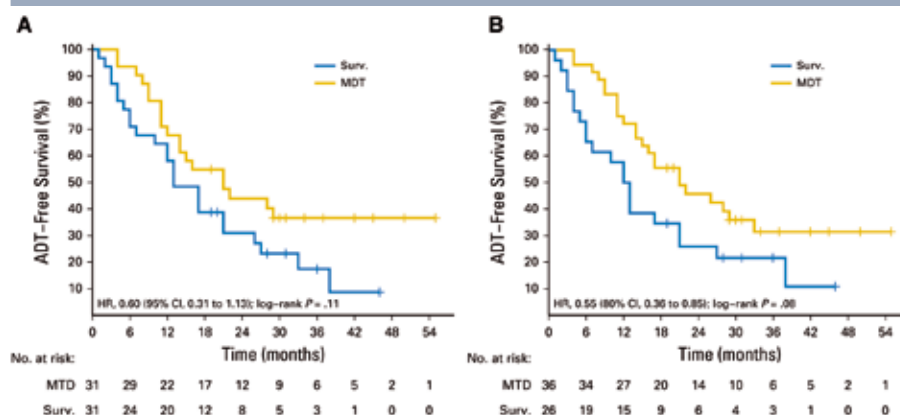 A
ADT-Free Survival (%)
100
90
80
70
60
50
40
30
20
10
Surv.
MDT
HR, 0.60 (95% CI, 0.31 to 1.13); log-rank P = .11
0 6 12 18 24 30 36 42 48 54
Time (months)
No. at risk:
MTD 31 29 22 17 12 9 6 5 2 1
Surv. 31 24 20 12 8 5 3 1 0 0
B
ADT-Free Survival (%)
100
90
80
70
60
50
40
30
20
10
Surv.
MDT
HR, 0.55 (80% CI, 0.36 to 0.85); log-rank P = .08
0 6 12 18 24 30 36 42 48 54
Time (months)
No. at risk:
MTD 36 34 27 20 14 10 6 5 2 1
Surv. 26 19 15 9 6 4 3 1 0 0